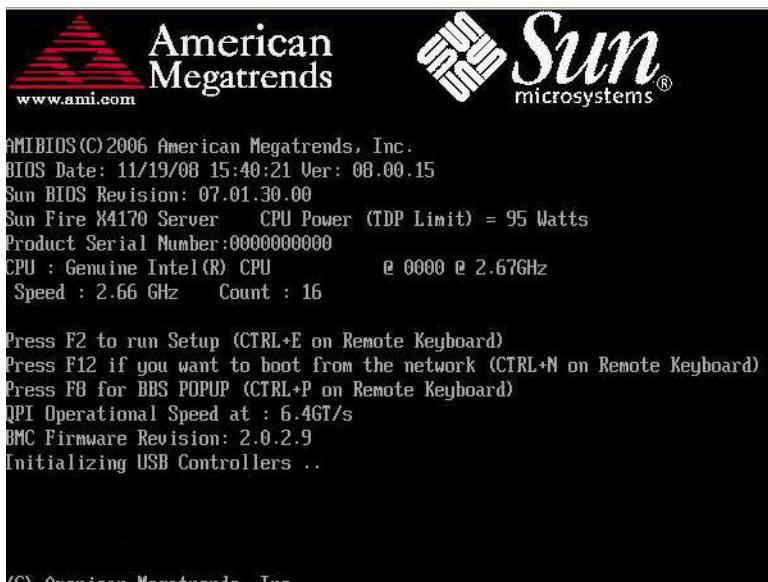 American
Megatrends
www.ami.com
Sun
microsystems
®
AMIBIOS(C)2006 American Megatrends, Inc.
BIOS Date: 11/19/08 15:40:21 Ver: 08.00.15
Sun BIOS Revision: 07.01.30.00
Sun Fire X4170 Server CPU Power (TDP Limit) = 95 Watts
Product Serial Number:0000000000
CPU : Genuine Intel(R) CPU @ 0000 @ 2.67GHz
Speed : 2.66 GHz Count : 16
Press F2 to run Setup (CTRL+E on Remote Keyboard)
Press F12 if you want to boot from the network (CTRL+N on Remote Keyboard)
Press F8 for BBS POPUP (CTRL+P on Remote Keyboard)
QPI Operational Speed at : 6.4GT/s
BMC Firmware Revision: 2.0.2.9
Initializing USB Controllers ..
(C) American Megatrends, Inc.